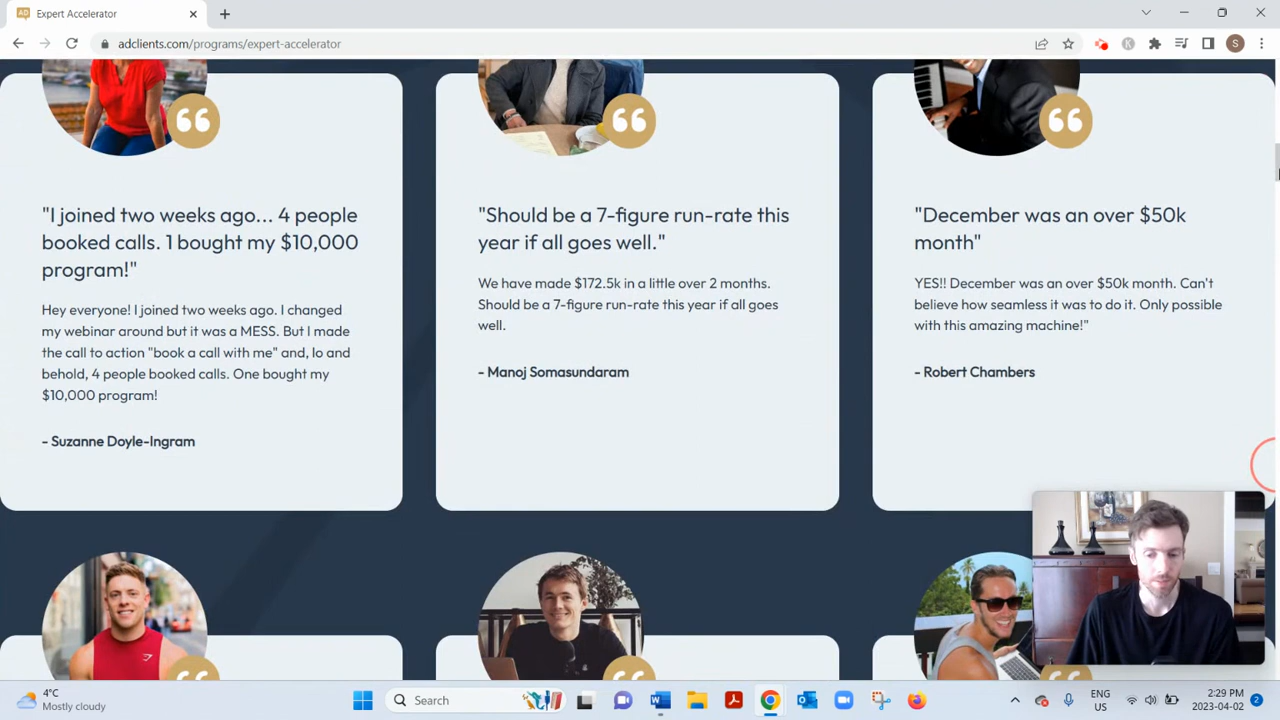 AD Expert Accelerator
adclients.com/programs/expert-accelerator
K
S
"I joined two weeks ago... 4 people
booked calls. 1 bought my $10,000
program!"
Hey everyone! I joined two weeks ago. I changed
my webinar around but it was a MESS. But I made
the call to action "book a call with me" and, lo and
behold, 4 people booked calls. One bought my
$10,000 program!
- Suzanne Doyle-Ingram
"Should be a 7-figure run-rate this
year if all goes well."
We have made $172.5k in a little over 2 months.
Should be a 7-figure run-rate this year if all goes
well.
- Manoj Somasundaram
"December was an over $50k
month"
YES!! December was an over $50k month. Can't
believe how seamless it was to do it. Only possible
with this amazing machine!"
- Robert Chambers
4°C
Mostly cloudy
Search
ENG
US
2:29 PM
2023-04-02
2